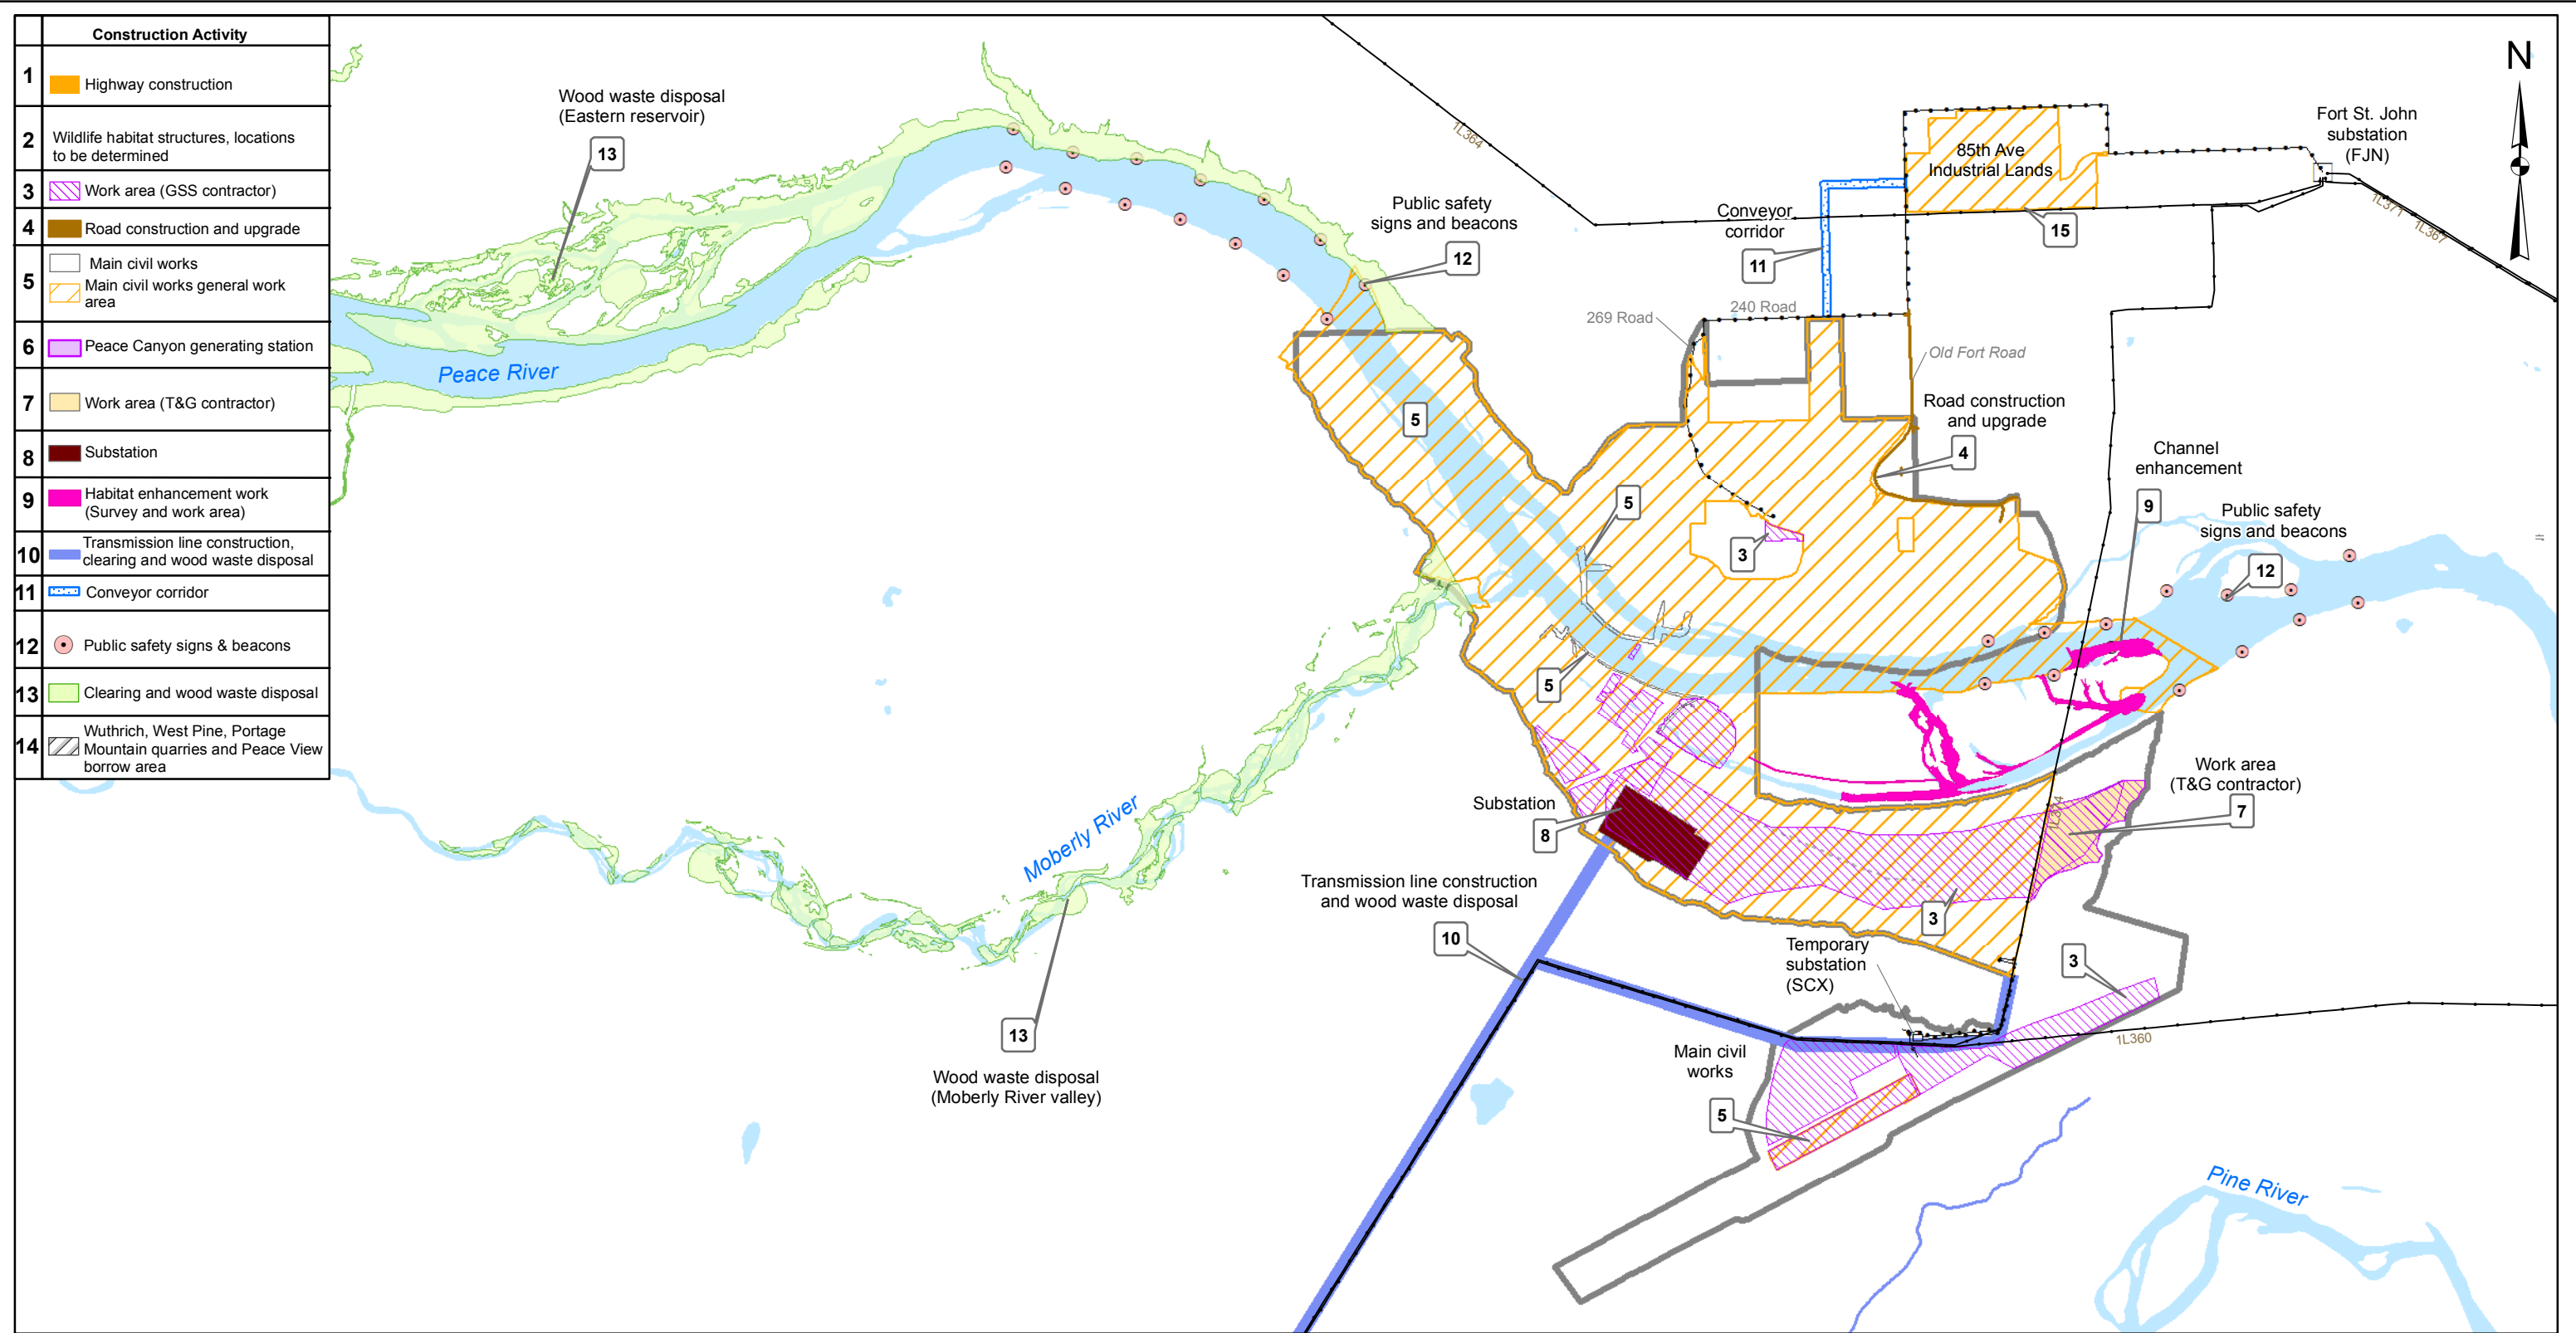 Construction Activity
1
Highway construction
2
Wildlife habitat structures, locations
to be determined
3
Work area (GSS contractor)
4
Road construction and upgrade
5
Main civil works
Main civil works general work
area
6
Peace Canyon generating station
7
Work area (T&G contractor)
8
Substation
9
Habitat enhancement work
(Survey and work area)
10
Transmission line construction,
clearing and wood waste disposal
11
Conveyor corridor
12
Public safety signs & beacons
13
Clearing and wood waste disposal
14
Wuthrich, West Pine, Portage
Mountain quarries and Peace View
borrow area
Wood waste disposal
(Eastern reservoir)
13
Peace River
Public safety
signs and beacons
12
1L364
N
Fort St. John
substation
(FJN)
85th Ave
Industrial Lands
15
1L371
1L367
Conveyor
corridor
11
269 Road
240 Road
Old Fort Road
Road construction
and upgrade
4
Channel
enhancement
9
Public safety
signs and beacons
12
5
5
3
5
Work area
(T&G contractor)
7
Substation
8
Moberly River
Transmission line construction
and wood waste disposal
10
3
Temporary
substation
(SCX)
3
13
Wood waste disposal
(Moberly River valley)
1L360
Main civil
works
5
Pine River